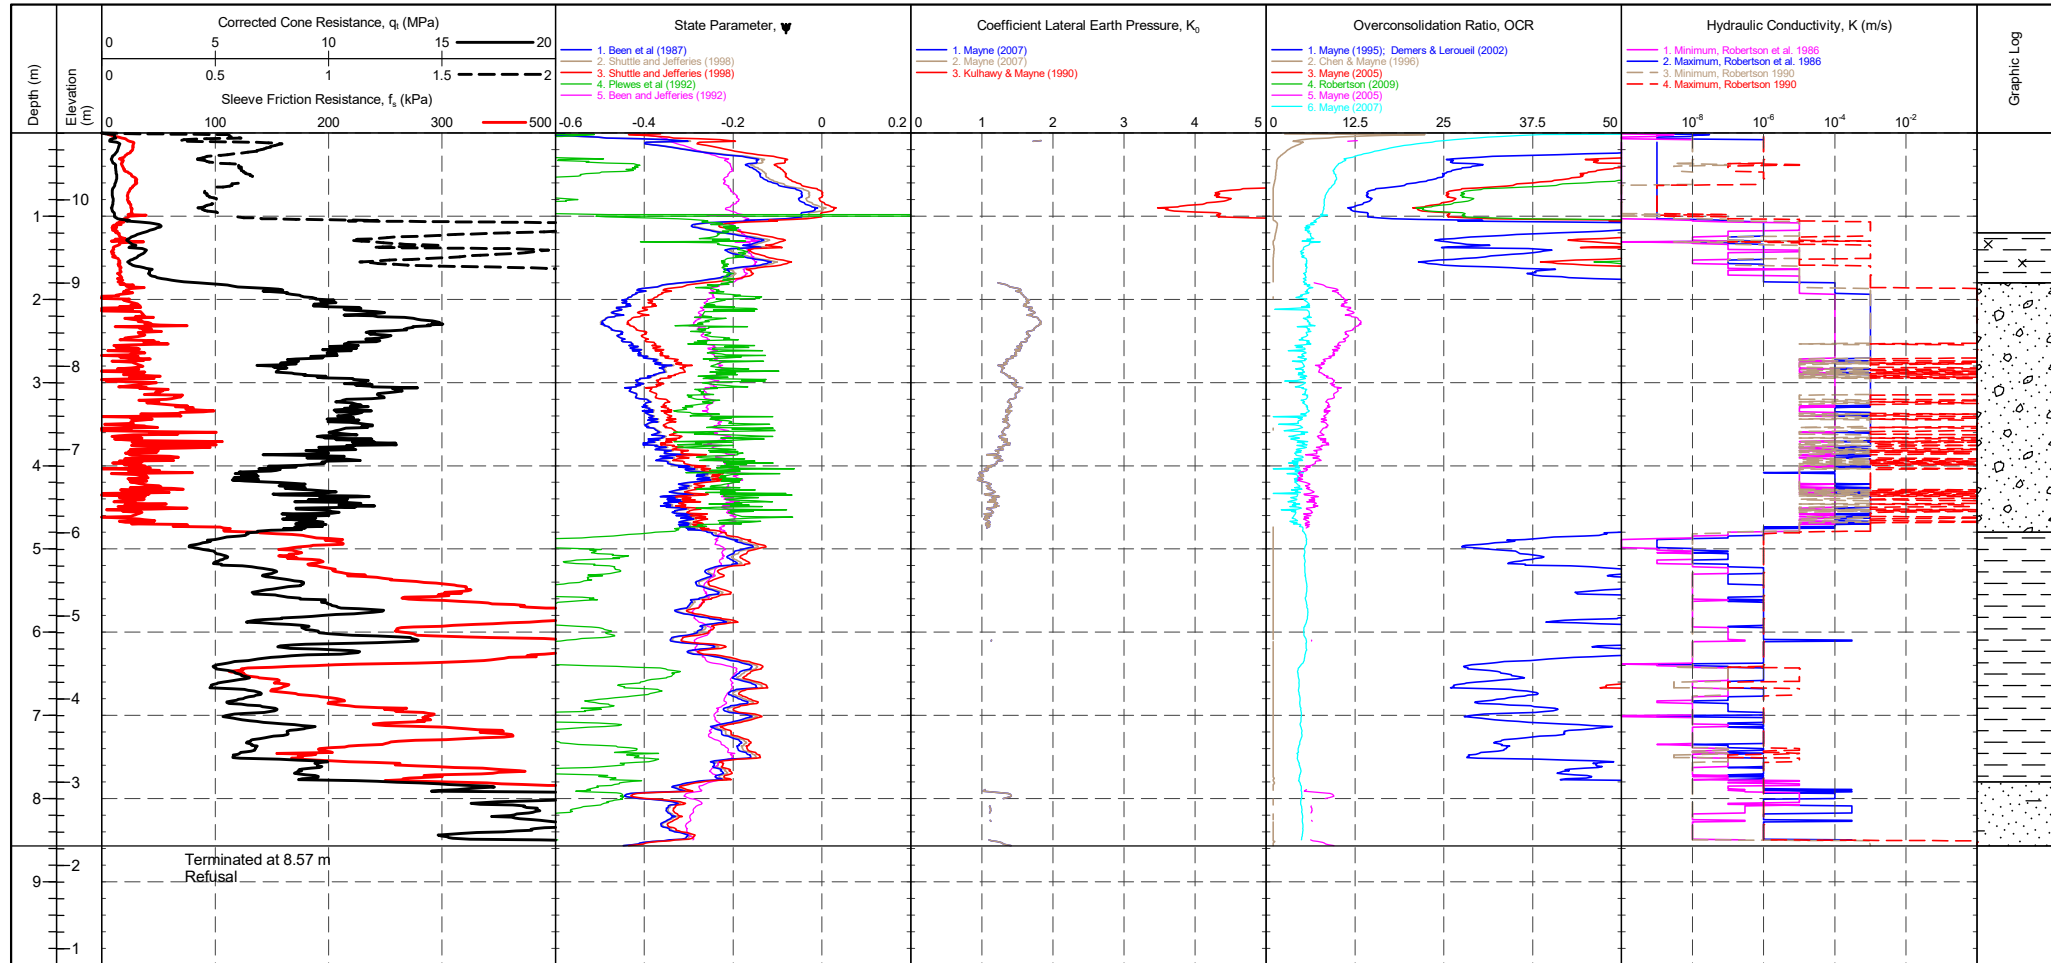 Corrected Cone Resistance, qt (MPa)
0 5 10 15 20
0 0.5 1 1.5 2
Sleeve Friction Resistance, fs (kPa)
0 100 200 300 500
Depth (m)
Elevation (m)
State Parameter, ψ
1. Been et al (1987)
2. Shuttle and Jefferies (1998)
3. Shuttle and Jefferies (1998)
4. Plewes et al (1992)
5. Been and Jefferies (1992)
-0.6 -0.4 -0.2 0 0.2
Coefficient Lateral Earth Pressure, K0
1. Mayne (2007)
2. Mayne (2007)
3. Kulhawy & Mayne (1990)
0 1 2 3 4 5
Overconsolidation Ratio, OCR
1. Mayne (1995); Demers & Leroueil (2002)
2. Chen & Mayne (1996)
3. Mayne (2005)
4. Robertson (2009)
5. Mayne (2005)
6. Mayne (2007)
0 12.5 25 37.5 50
Hydraulic Conductivity, K (m/s)
1. Minimum, Robertson et al. 1986
2. Maximum, Robertson et al. 1986
3. Minimum, Robertson 1990
4. Maximum, Robertson 1990
10-8 10-6 10-4 10-2
Graphic Log
10
1
9
2
8
3
7
4
6
5
5
6
4
7
3
8
2
9
1
Terminated at 8.57 m
Refusal